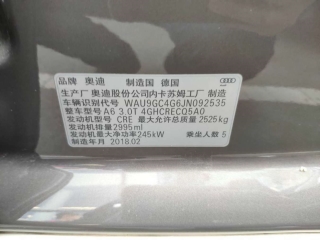 品牌 奥迪 制造国 德国
生产厂 奥迪股份公司内卡苏姆工厂 制造
车辆识别代号 WAU9GC4G6JN092535
整车型号 A6 3.0T 4GHCRECQ5A0
发动机型号 CRE 最大允许总质量 2525kg
发动机排量 2995ml
发动机最大净功率 245kW 乘坐人数 5
制造年月 2018.02